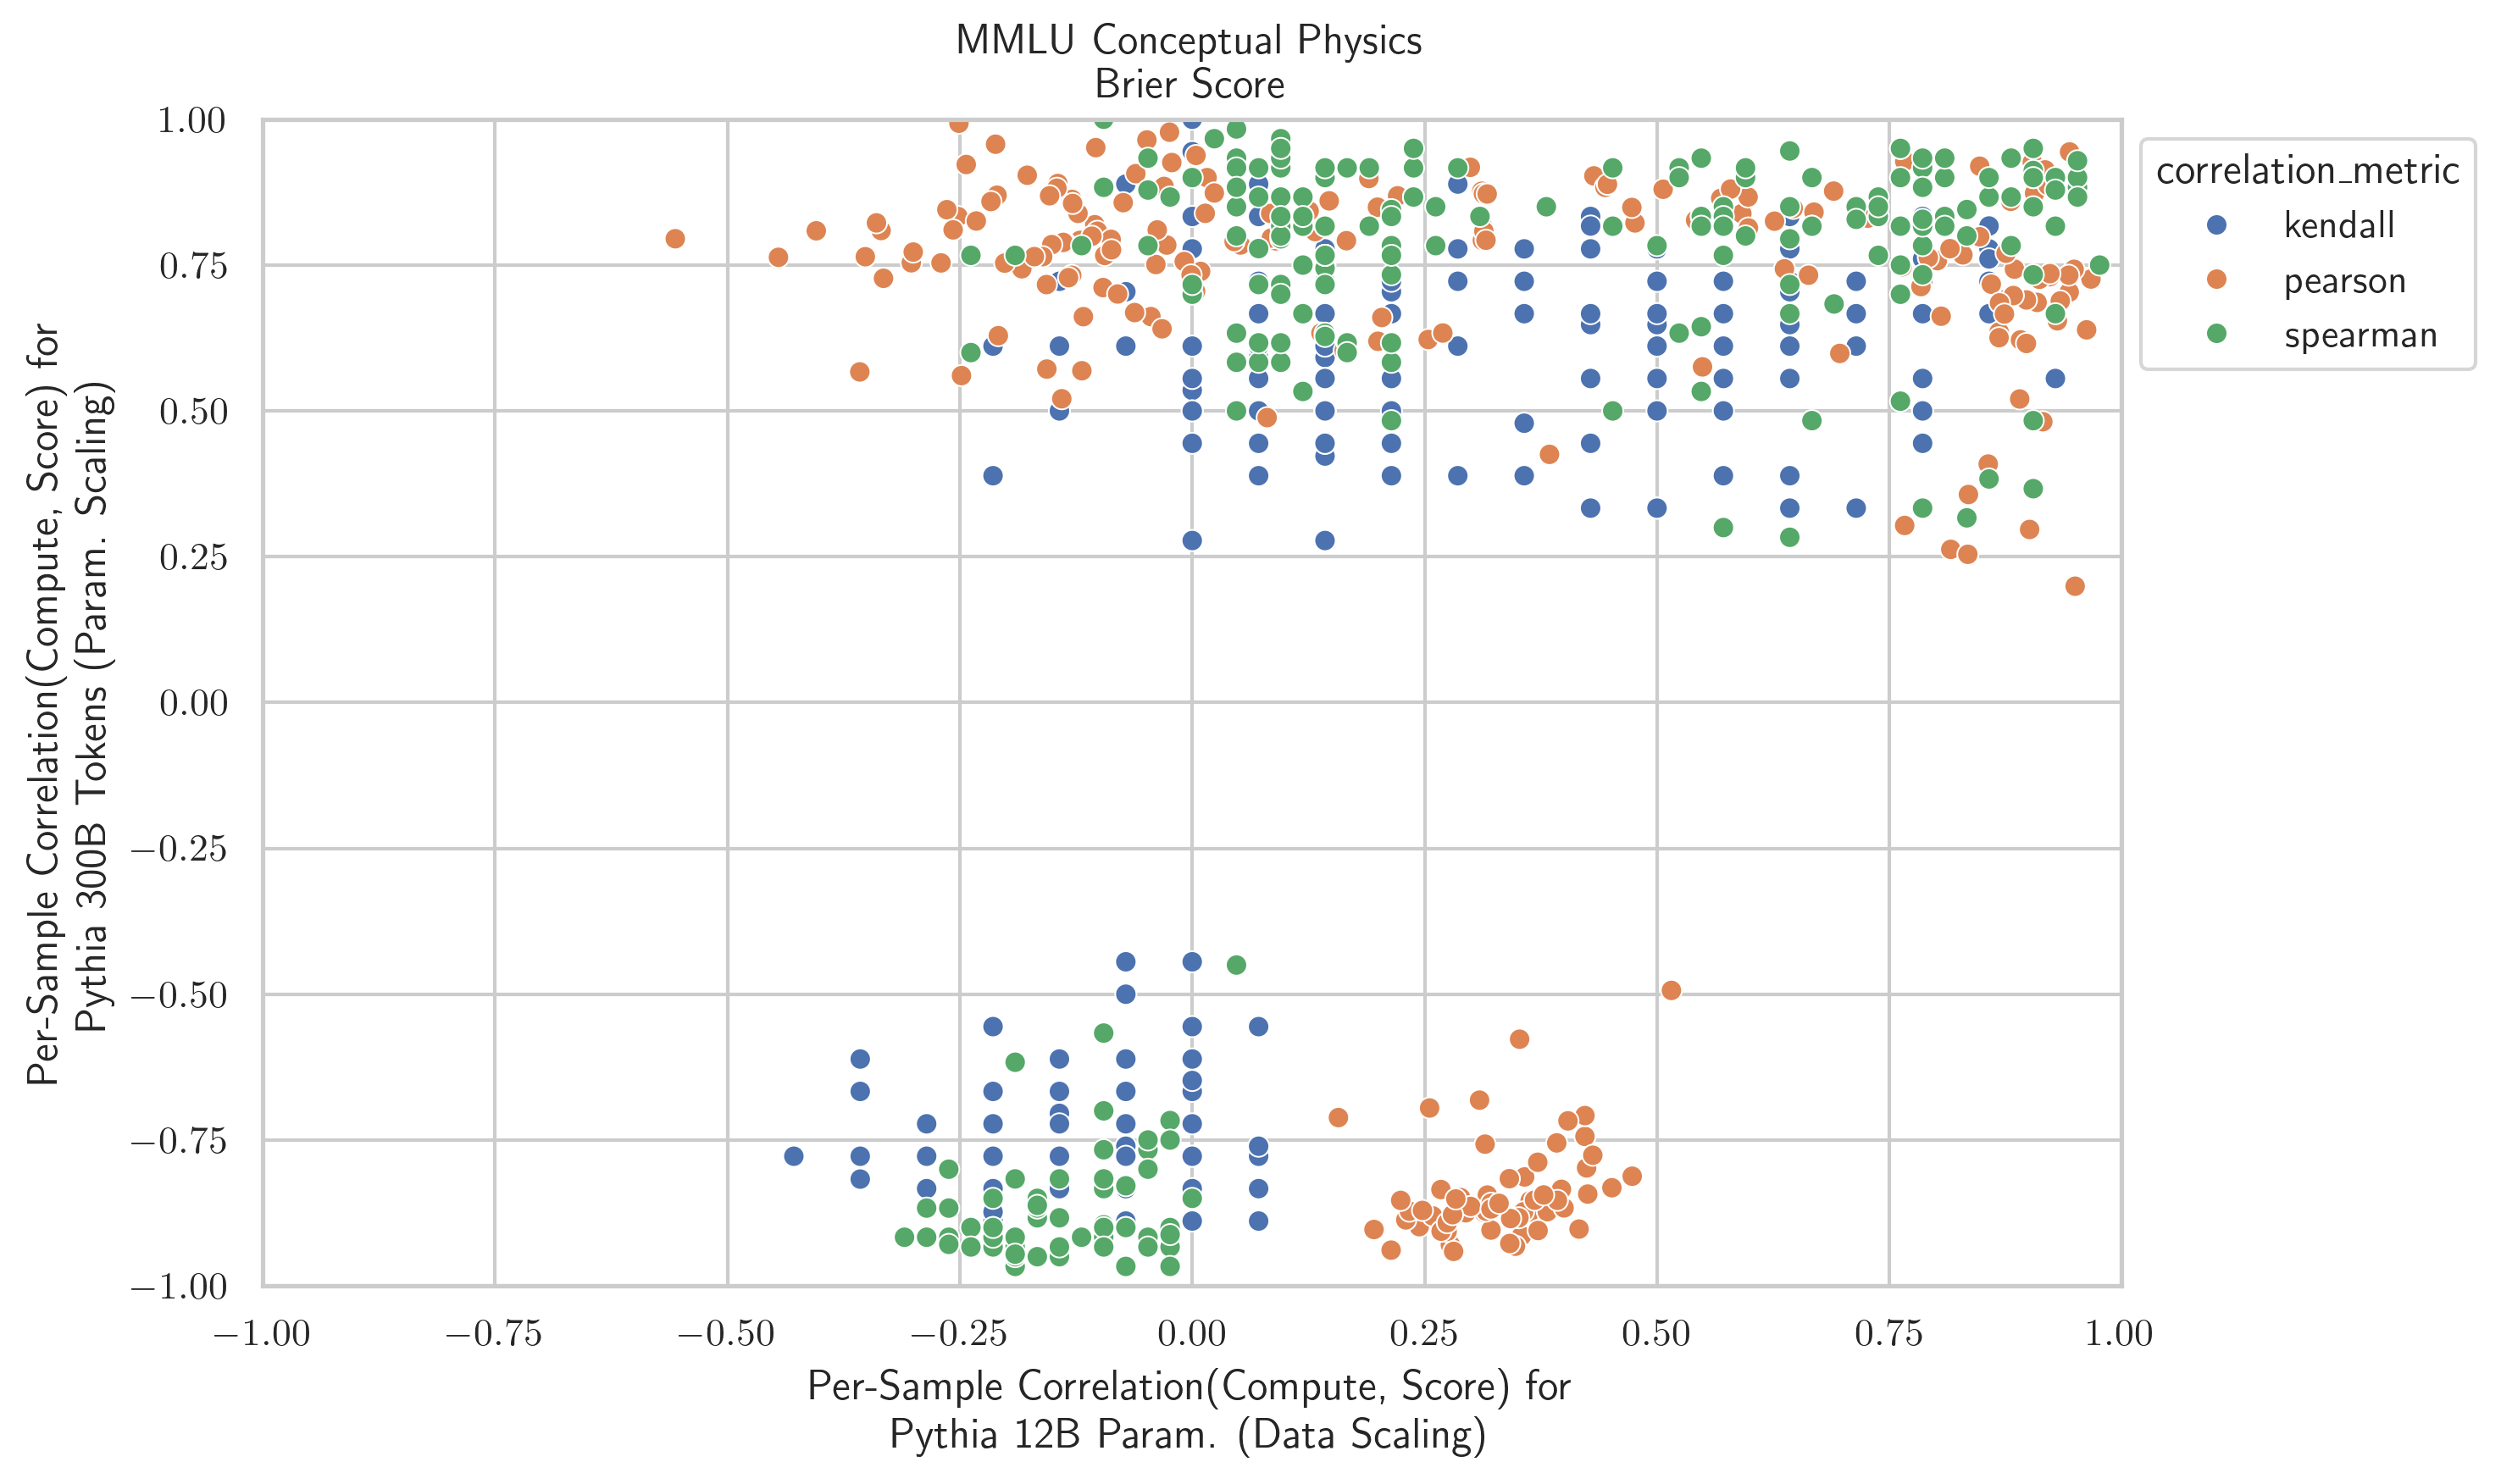 MMLU Conceptual Physics
Brier Score
1.00
0.75
0.50
0.25
0.00
−0.25
−0.50
−0.75
−1.00
Per-Sample Correlation(Compute, Score) for
Pythia 300B Tokens (Param. Scaling)
−1.00 −0.75 −0.50 −0.25 0.00 0.25 0.50 0.75 1.00
Per-Sample Correlation(Compute, Score) for
Pythia 12B Param. (Data Scaling)
correlation_metric
kendall
pearson
spearman